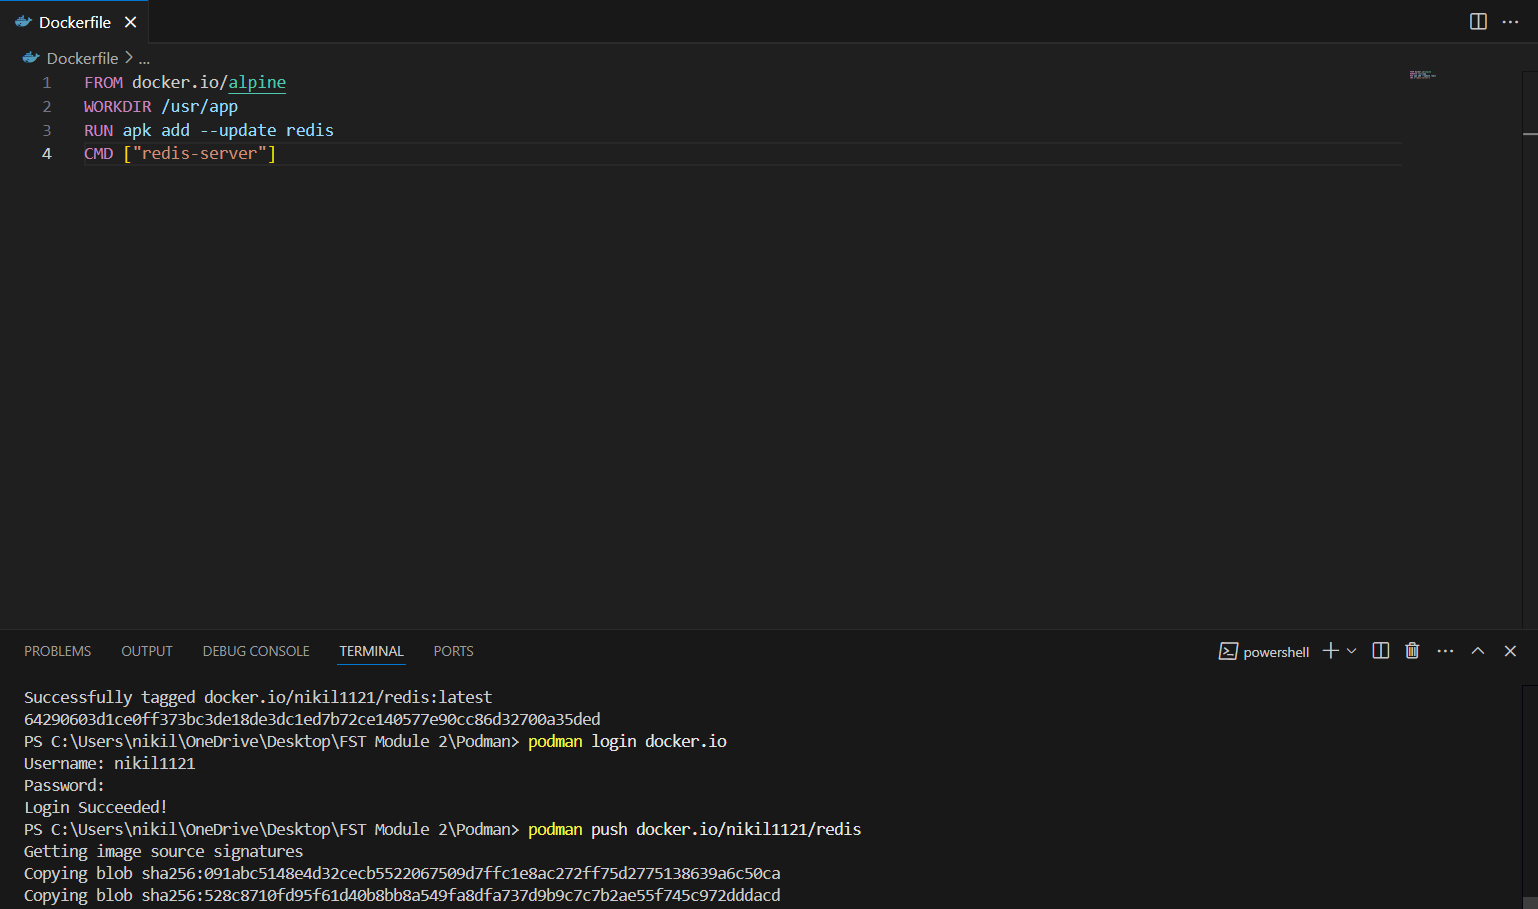 Dockerfile
Dockerfile > ...
1 FROM docker.io/alpine
2 WORKDIR /usr/app
3 RUN apk add --update redis
4 CMD ["redis-server"]
PROBLEMS OUTPUT DEBUG CONSOLE TERMINAL PORTS powershell
Successfully tagged docker.io/nikil1121/redis:latest
64290603d1ce0ff373bc3de18de3dc1ed7b72ce140577e90cc86d32700a35ded
PS C:\Users\nikil\OneDrive\Desktop\FST Module 2\Podman> podman login docker.io
Username: nikil1121
Password:
Login Succeeded!
PS C:\Users\nikil\OneDrive\Desktop\FST Module 2\Podman> podman push docker.io/nikil1121/redis
Getting image source signatures
Copying blob sha256:091abc5148e4d32cecb5522067509d7ffc1e8ac272ff75d2775138639a6c50ca
Copying blob sha256:528c8710fd95f61d40b8bb8a549fa8dfa737d9b9c7c7b2ae55f745c972dddacd